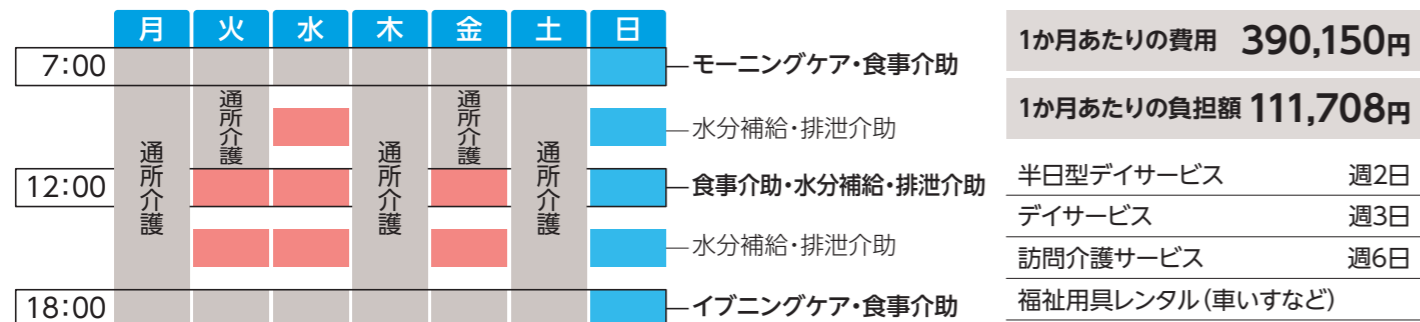 月 火 水 木 金 土 日
7:00
モーニングケア・食事介助
通所介護
通所介護
水分補給・排泄介助
通所介護
通所介護
通所介護
12:00
食事介助・水分補給・排泄介助
水分補給・排泄介助
18:00
イブニングケア・食事介助
1か月あたりの費用 390,150円
1か月あたりの負担額 111,708円
半日型デイサービス 週2日
デイサービス 週3日
訪問介護サービス 週6日
福祉用具レンタル（車いすなど）